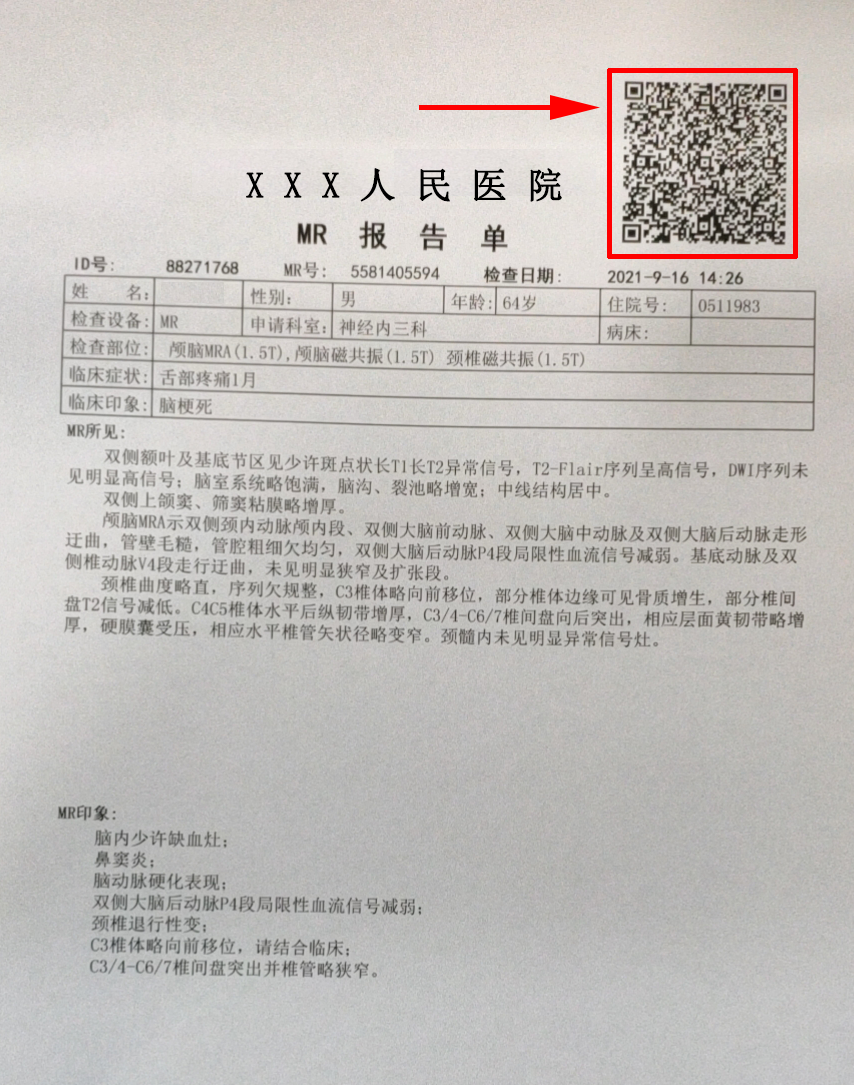 XXX人民医院
MR 报 告 单
ID号: 88271768 MR号: 5581405594 检查日期: 2021-9-16 14:26
姓 名: 性别: 男 年龄: 64岁 住院号: 0511983
检查设备: MR 申请科室: 神经内三科 病床:
检查部位: 颅脑MRA(1.5T),颅脑磁共振(1.5T) 颈椎磁共振(1.5T)
临床症状: 舌部疼痛1月
临床印象: 脑梗死
MR所见:
双侧额叶及基底节区见少许斑点状长T1长T2异常信号，T2-Flair序列呈高信号，DWI序列未
见明显高信号；脑室系统略饱满，脑沟、裂池略增宽；中线结构居中。
双侧上颌窦、筛窦粘膜略增厚。
颅脑MRA示双侧颈内动脉颅内段、双侧大脑前动脉、双侧大脑中动脉及双侧大脑后动脉走形
迂曲，管壁毛糙，管腔粗细欠均匀，双侧大脑后动脉P4段局限性血流信号减弱。基底动脉及双
侧椎动脉V4段走行迂曲，未见明显狭窄及扩张段。
颈椎曲度略直，序列欠规整，C3椎体略向前移位，部分椎体边缘可见骨质增生，部分椎间
盘T2信号减低。C4C5椎体水平后纵韧带增厚，C3/4-C6/7椎间盘向后突出，相应层面黄韧带略增
厚，硬膜囊受压，相应水平椎管矢状径略变窄。颈髓内未见明显异常信号灶。
MR印象:
脑内少许缺血灶；
鼻窦炎；
脑动脉硬化表现；
双侧大脑后动脉P4段局限性血流信号减弱；
颈椎退行性变；
C3椎体略向前移位，请结合临床；
C3/4-C6/7椎间盘突出并椎管略狭窄。